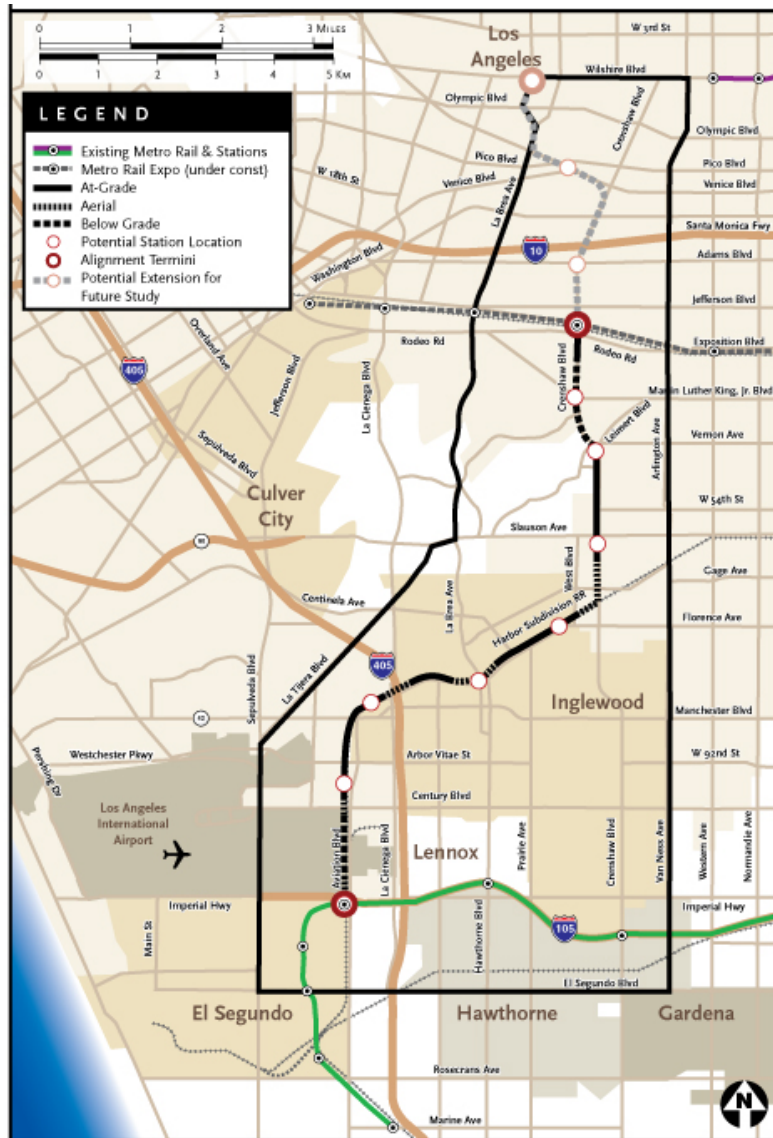 0 1 2 3 MILES
0 1 2 3 4 5 KM
Los
Angeles
W 3rd St
Wilshire Blvd
Olympic Blvd
Crenshaw Blvd
LEGEND
Existing Metro Rail & Stations
Metro Rail Expo (under const)
At-Grade
Aerial
Below Grade
Potential Station Location
Alignment Termini
Potential Extension for
Future Study
Olympic Blvd
Pico Blvd
Pico Blvd
W 18th St
Venice Blvd
Venice Blvd
La Brea Ave
Santa Monica Fwy
10
Washington Blvd
Adams Blvd
Jefferson Blvd
Overland Ave
Rodeo Rd
Rodeo Rd
Exposition Blvd
405
Jefferson Blvd
La Cienega Blvd
Crenshaw Blvd
Martin Luther King, Jr. Blvd
Leimert Blvd
Arlington Ave
Vernon Ave
Sepulveda Blvd
Culver
City
W 54th St
Slauson Ave
90
West Blvd
Gage Ave
Centinela Ave
La Brea Ave
Harbor Subdivision RR
Florence Ave
La Tijera Blvd
405
Sepulveda Blvd
Inglewood
42
Manchester Blvd
Westchester Pkwy
Arbor Vitae St
W 92nd St
Pershing Dr
Century Blvd
Los Angeles
International
Airport
Aviation Blvd
La Cienega Blvd
Lennox
Prairie Ave
Crenshaw Blvd
Van Ness Ave
Western Ave
Normandie Ave
Imperial Hwy
Imperial Hwy
Main St
Hawthorne Blvd
105
El Segundo Blvd
El Segundo
Hawthorne
Gardena
Rosecrans Ave
Marine Ave
N